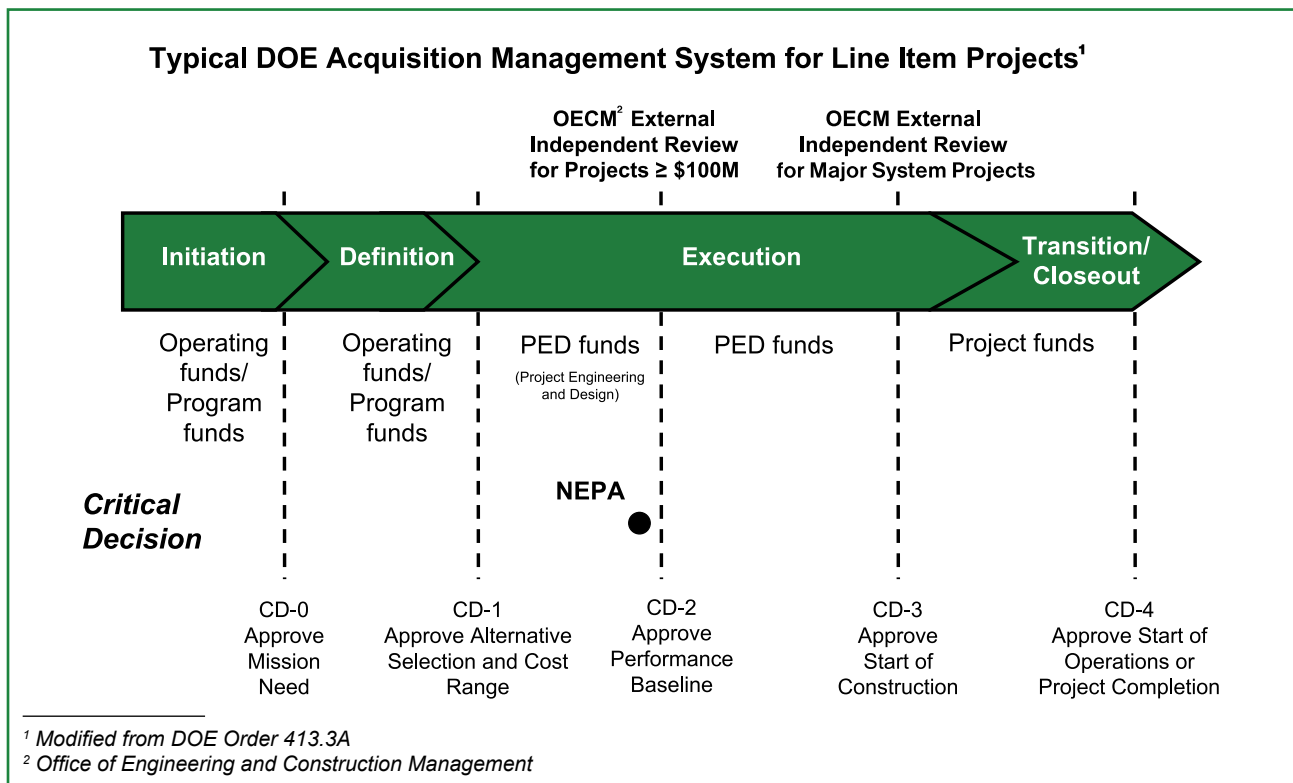 Typical DOE Acquisition Management System for Line Item Projects¹
OECM² External
Independent Review
for Projects ≥ $100M
OECM External
Independent Review
for Major System Projects
Initiation
Definition
Execution
Transition/
Closeout
Operating
funds/
Program
funds
Operating
funds/
Program
funds
PED funds
(Project Engineering
and Design)
PED funds
Project funds
Critical
Decision
NEPA
CD-0
Approve
Mission
Need
CD-1
Approve Alternative
Selection and Cost
Range
CD-2
Approve
Performance
Baseline
CD-3
Approve
Start of
Construction
CD-4
Approve Start of
Operations or
Project Completion
¹ Modified from DOE Order 413.3A
² Office of Engineering and Construction Management